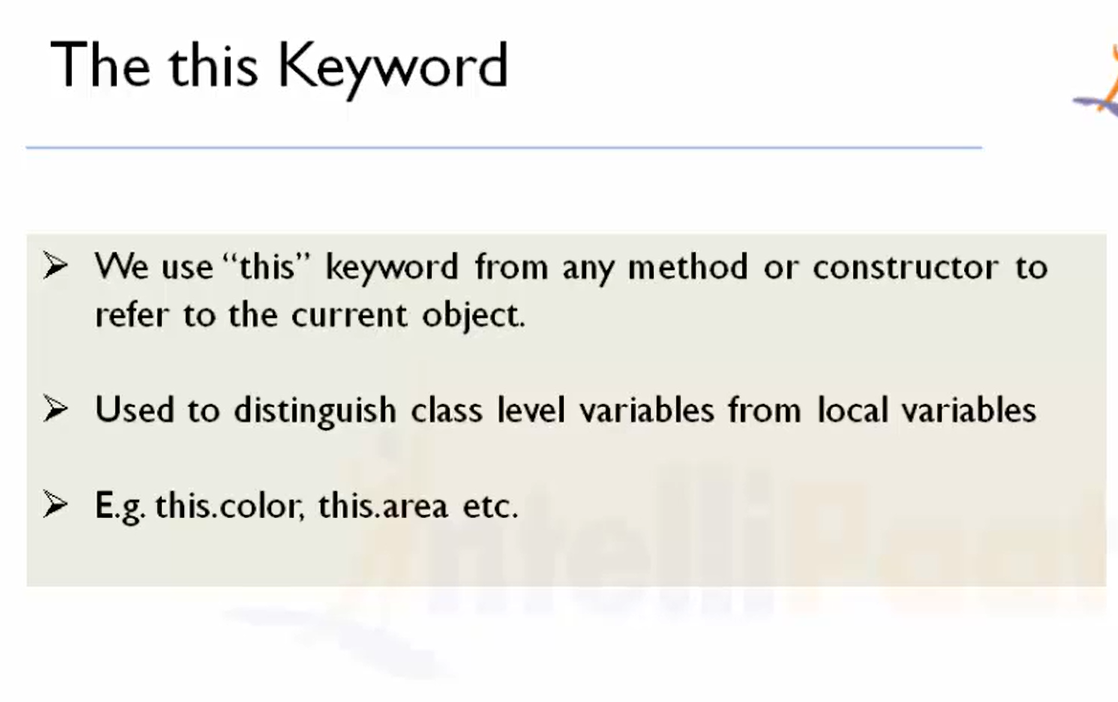 The this Keyword
We use “this” keyword from any method or constructor to
refer to the current object.
Used to distinguish class level variables from local variables
E.g. this.color, this.area etc.
intelliPaat